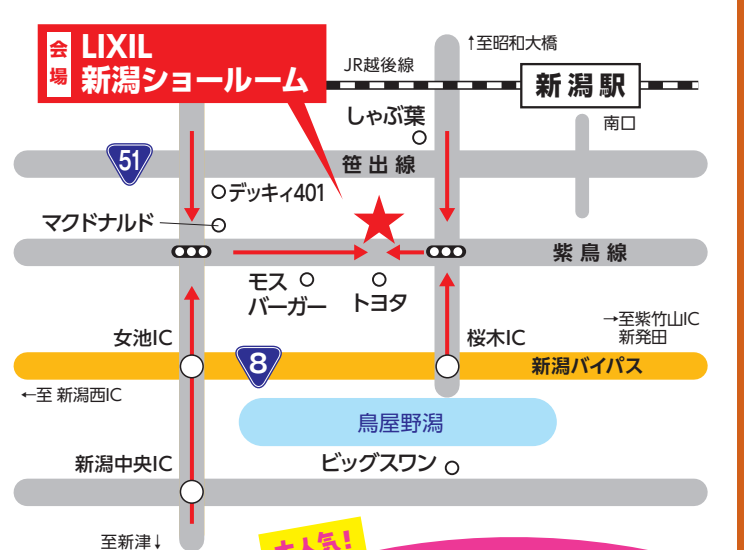 会場
LIXIL
新潟ショールーム
↑至昭和大橋
JR越後線
新潟駅
南口
しゃぶ葉
51
笹出線
デッキィ401
マクドナルド
紫鳥線
モス
バーガー
トヨタ
→至紫竹山IC
新発田
女池IC
8
桜木IC
新潟バイパス
←至 新潟西IC
鳥屋野潟
新潟中央IC
ビッグスワン
至新津↓
大人気!